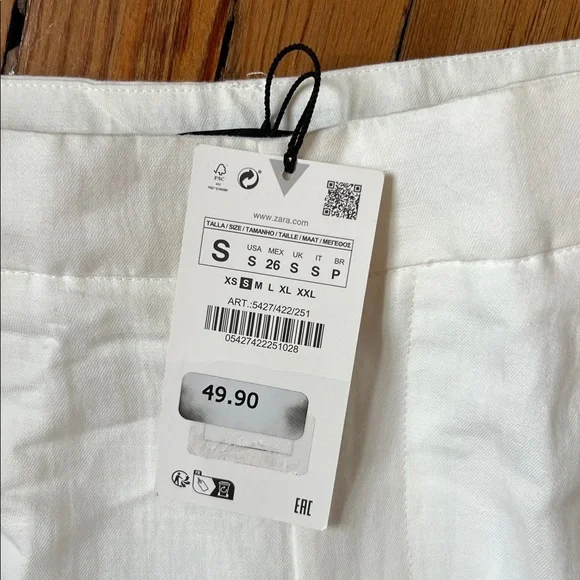 FSC
www.zara.com
TALLA / SIZE / TAMANHO / TAILLE / MAAT / ΜΕΓΕΘΟΣ
S
USA MEX UK IT BR
S 26 S S P
XS S M L XL XXL
ART.:5427/422/251
05427422251028
49.90
FR
EAC